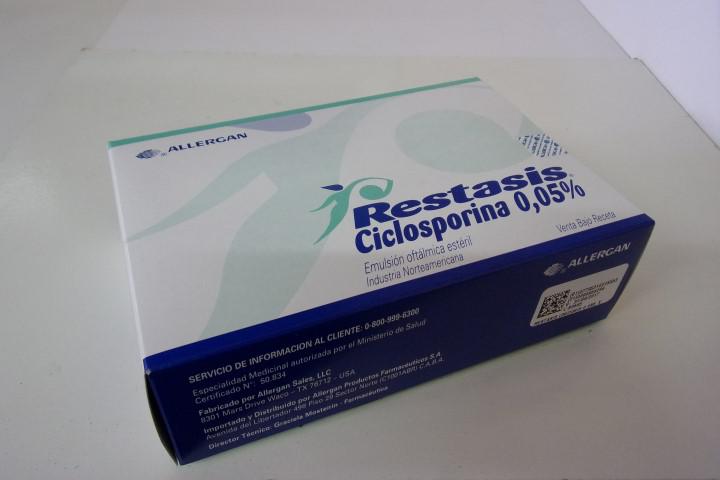 ALLERGAN
Restasis®
Ciclosporina 0,05%
Emulsión oftálmica estéril
Industria Norteamericana
Venta Bajo Receta
ALLERGAN
SERVICIO DE INFORMACION AL CLIENTE: 0-800-999-6300
Especialidad Medicinal autorizada por el Ministerio de Salud
Certificado N°: 50.834
Fabricado por Allergan Sales, LLC
8301 Mars Drive Waco - TX 76712 - USA
Importado y Distribuido por Allergan Productos Farmacéuticos S.A.
Avenida del Libertador 498 Piso 29 Sector Norte (C1001ABR) C.A.B.A.
Director Técnico: Graciela Mosterín - Farmacéutica